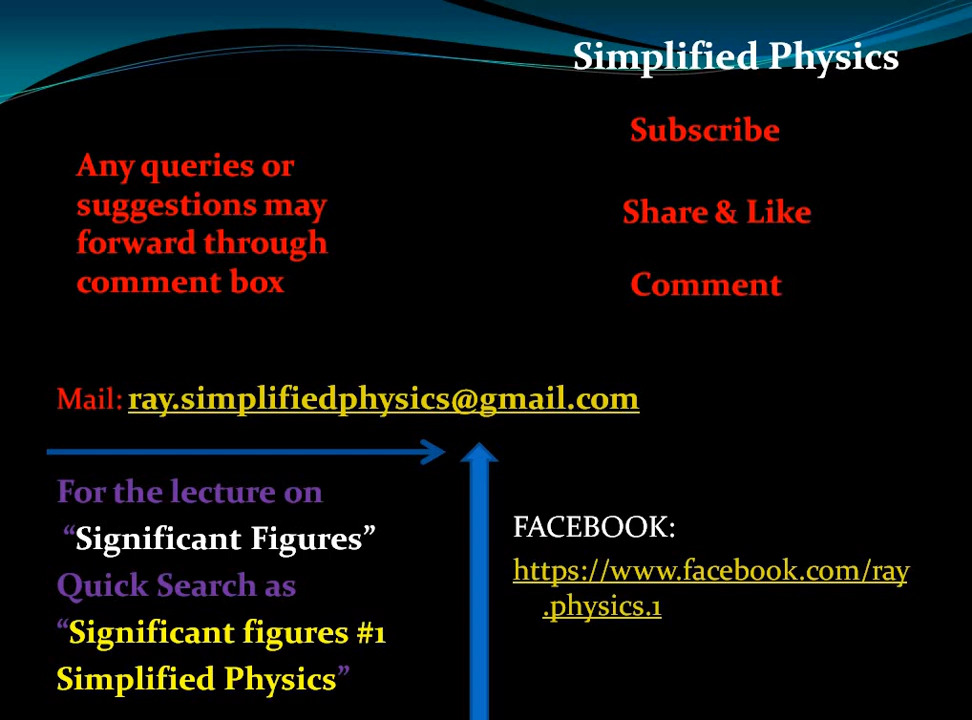 Simplified Physics
Subscribe
Any queries or
suggestions may
forward through
comment box
Share & Like
Comment
Mail: ray.simplifiedphysics@gmail.com
For the lecture on
“Significant Figures”
Quick Search as
“Significant figures #1
Simplified Physics”
FACEBOOK:
https://www.facebook.com/ray
.physics.1